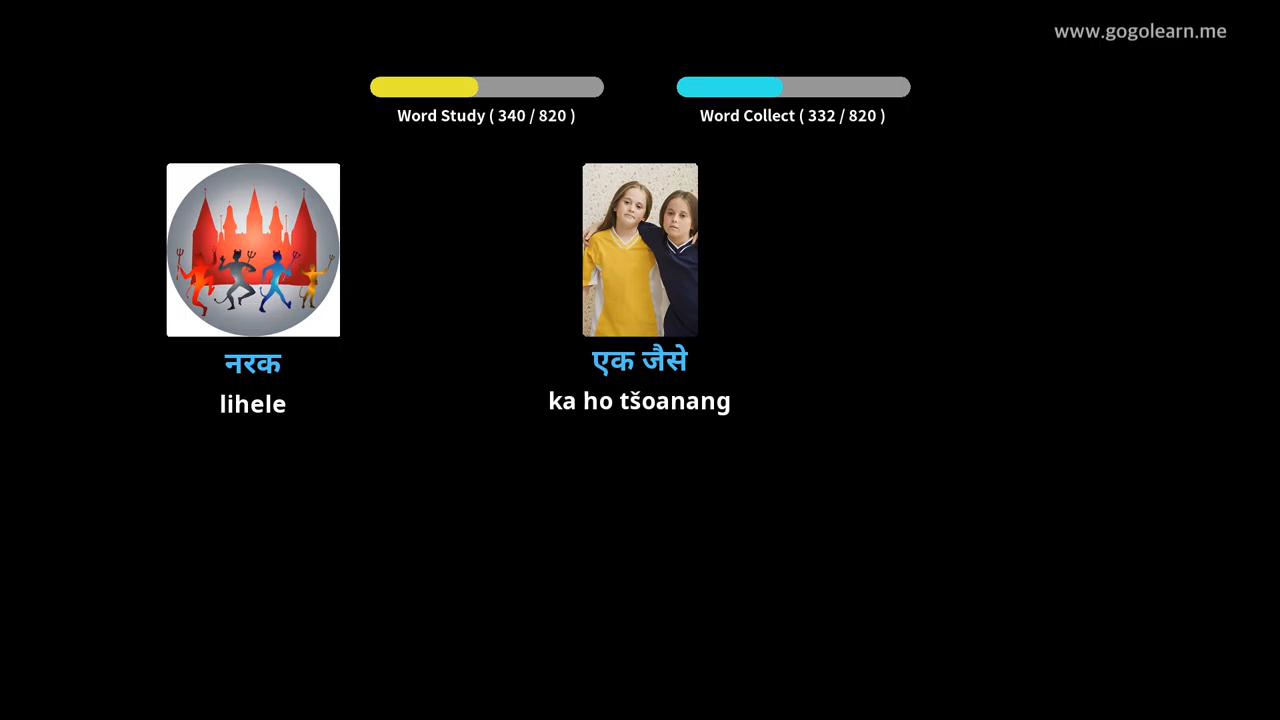 www.gogolearn.me
Word Study ( 340 / 820 )
Word Collect ( 332 / 820 )
नरक
lihele
एक जैसे
ka ho tšoanang